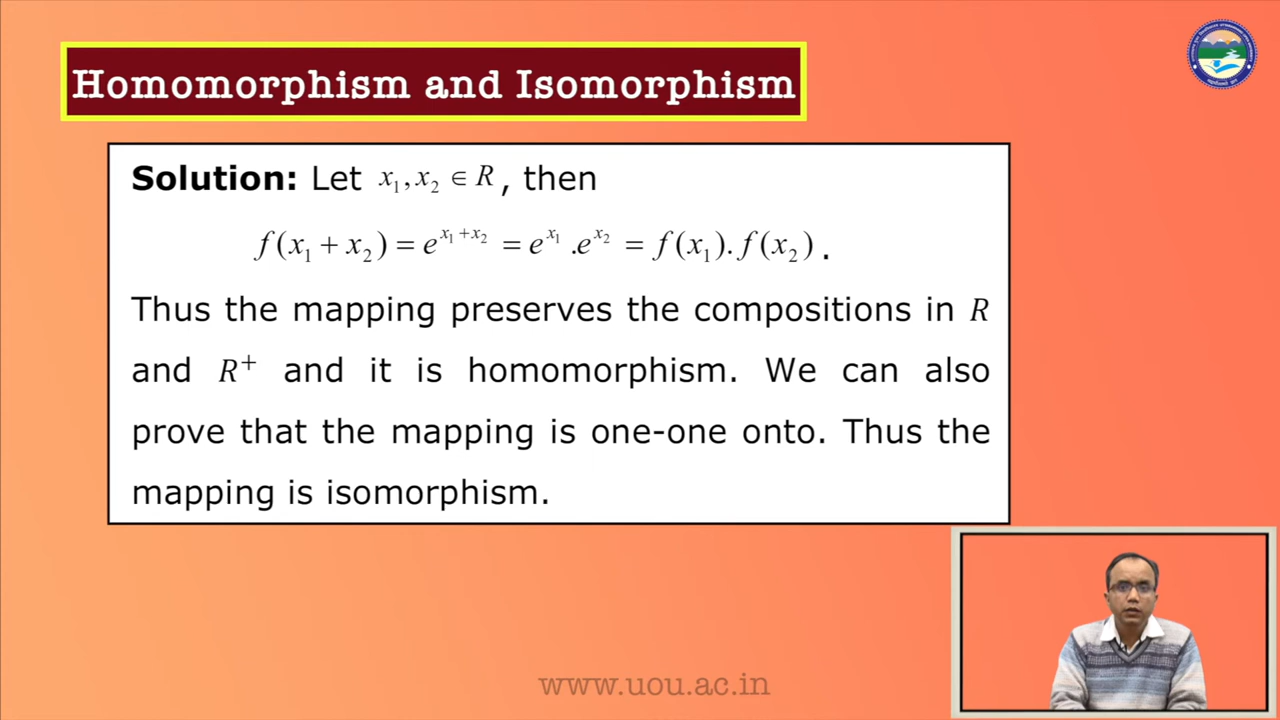 Homomorphism and Isomorphism
Solution: Let x₁, x₂ ∈ R, then
f(x₁ + x₂) = e^{x₁+x₂} = e^{x₁}.e^{x₂} = f(x₁).f(x₂).
Thus the mapping preserves the compositions in R
and R⁺ and it is homomorphism. We can also
prove that the mapping is one-one onto. Thus the
mapping is isomorphism.
www.uou.ac.in